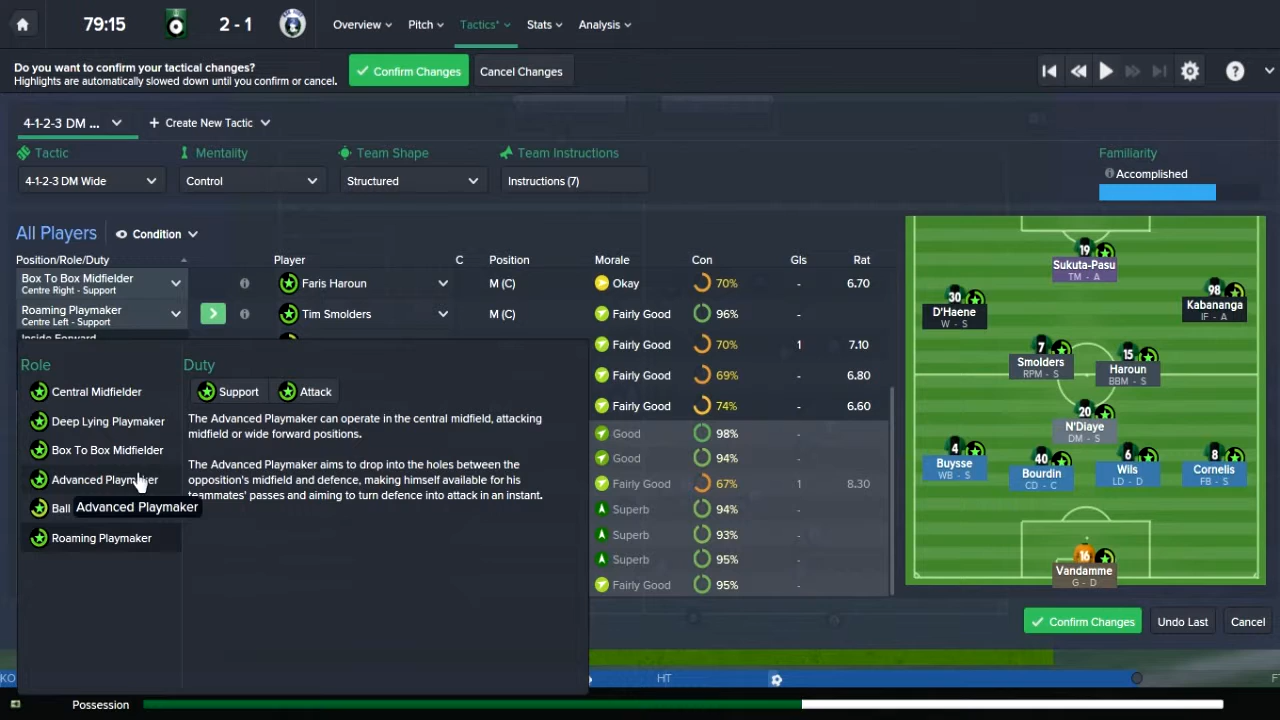 79:15
2 - 1
Overview
Pitch
Tactics*
Stats
Analysis
Do you want to confirm your tactical changes?
Highlights are automatically slowed down until you confirm or cancel.
Confirm Changes
Cancel Changes
?
4-1-2-3 DM ...
Create New Tactic
Tactic
Mentality
Team Shape
Team Instructions
Familiarity
4-1-2-3 DM Wide
Control
Structured
Instructions (7)
Accomplished
All Players
Condition
Position/Role/Duty
Player
C
Position
Morale
Con
Gls
Rat
Box To Box Midfielder
Centre Right - Support
Faris Haroun
M (C)
Okay
70%
-
6.70
Roaming Playmaker
Centre Left - Support
Tim Smolders
M (C)
Fairly Good
96%
-
Inside Forward
Fairly Good
70%
1
7.10
Fairly Good
69%
-
6.80
Fairly Good
74%
-
6.60
Good
98%
-
Good
94%
-
Fairly Good
67%
1
8.30
Superb
94%
-
Superb
93%
-
Superb
95%
-
Fairly Good
95%
-
Role
Central Midfielder
Deep Lying Playmaker
Box To Box Midfielder
Advanced Playmaker
Ball
Advanced Playmaker
Roaming Playmaker
Duty
Support
Attack
The Advanced Playmaker can operate in the central midfield, attacking
midfield or wide forward positions.
The Advanced Playmaker aims to drop into the holes between the
opposition's midfield and defence, making himself available for his
teammates' passes and aiming to turn defence into attack in an instant.
19
Sukuta-Pasu
TM - A
30
D'Haene
W - S
98
Kabananga
IF - A
7
Smolders
RPM - S
15
Haroun
BBM - S
20
N'Diaye
DM - S
4
Buysse
WB - S
40
Bourdin
CD - C
6
Wils
LD - D
8
Cornelis
FB - S
16
Vandamme
G - D
Confirm Changes
Undo Last
Cancel
KO
HT
Possession